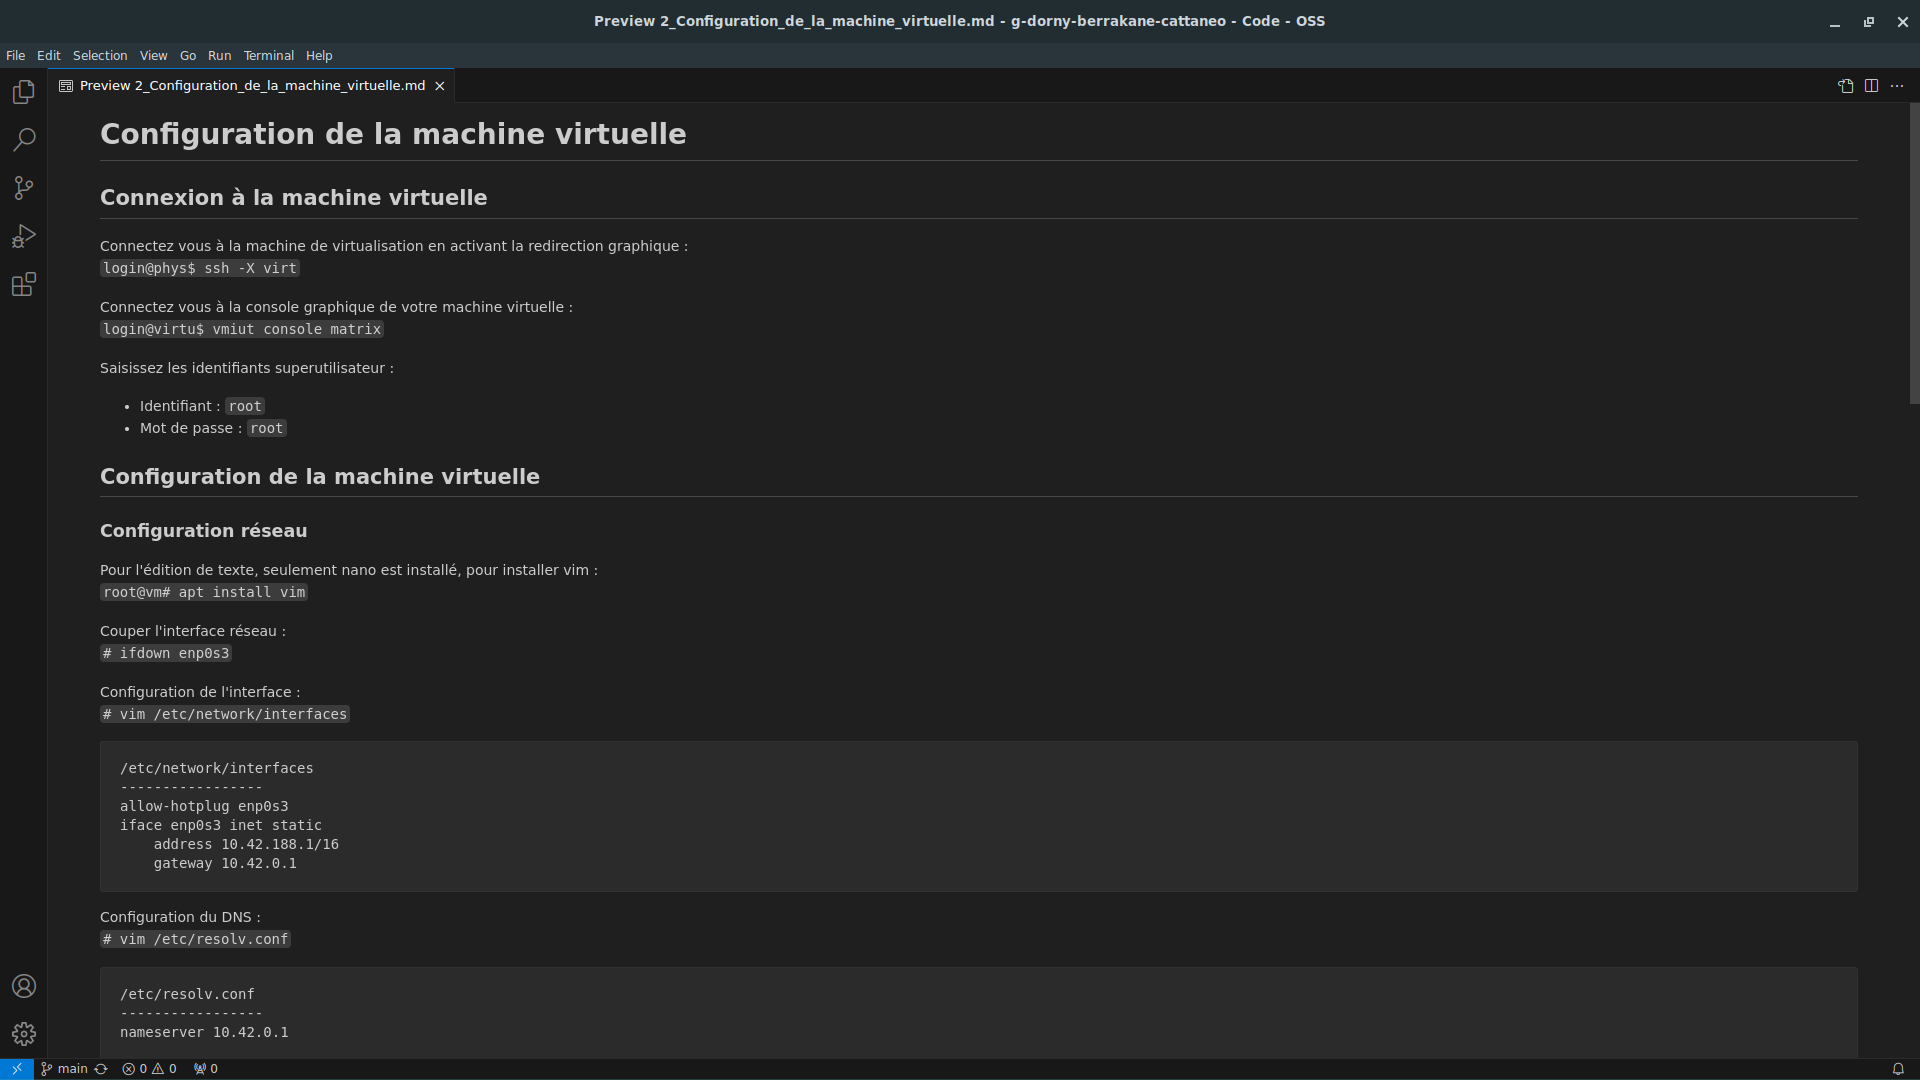 Preview 2_Configuration_de_la_machine_virtuelle.md - g-dorny-berrakane-cattaneo - Code - OSS
File Edit Selection View Go Run Terminal Help
Preview 2_Configuration_de_la_machine_virtuelle.md
Configuration de la machine virtuelle
Connexion à la machine virtuelle
Connectez vous à la machine de virtualisation en activant la redirection graphique :
login@phys$ ssh -X virt
Connectez vous à la console graphique de votre machine virtuelle :
login@virtu$ vmiut console matrix
Saisissez les identifiants superutilisateur :
• Identifiant : root
• Mot de passe : root
Configuration de la machine virtuelle
Configuration réseau
Pour l'édition de texte, seulement nano est installé, pour installer vim :
root@vm# apt install vim
Couper l'interface réseau :
# ifdown enp0s3
Configuration de l'interface :
# vim /etc/network/interfaces
/etc/network/interfaces
-----------------
allow-hotplug enp0s3
iface enp0s3 inet static
    address 10.42.188.1/16
    gateway 10.42.0.1
Configuration du DNS :
# vim /etc/resolv.conf
/etc/resolv.conf
-----------------
nameserver 10.42.0.1
main 0 0 0